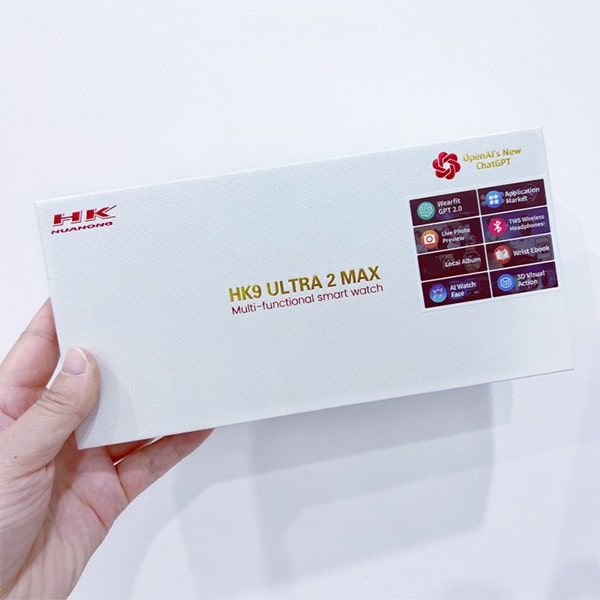 HK
HUAHONG
OpenAI's New
ChatGPT
Wearfit
GPT 2.0
Application
Market
Live Photo
Preview
TWS Wireless
Headphones
Local Album
Wrist Ebook
AI Watch
Face
3D Visual
Action
HK9 ULTRA 2 MAX
Multi-functional smart watch